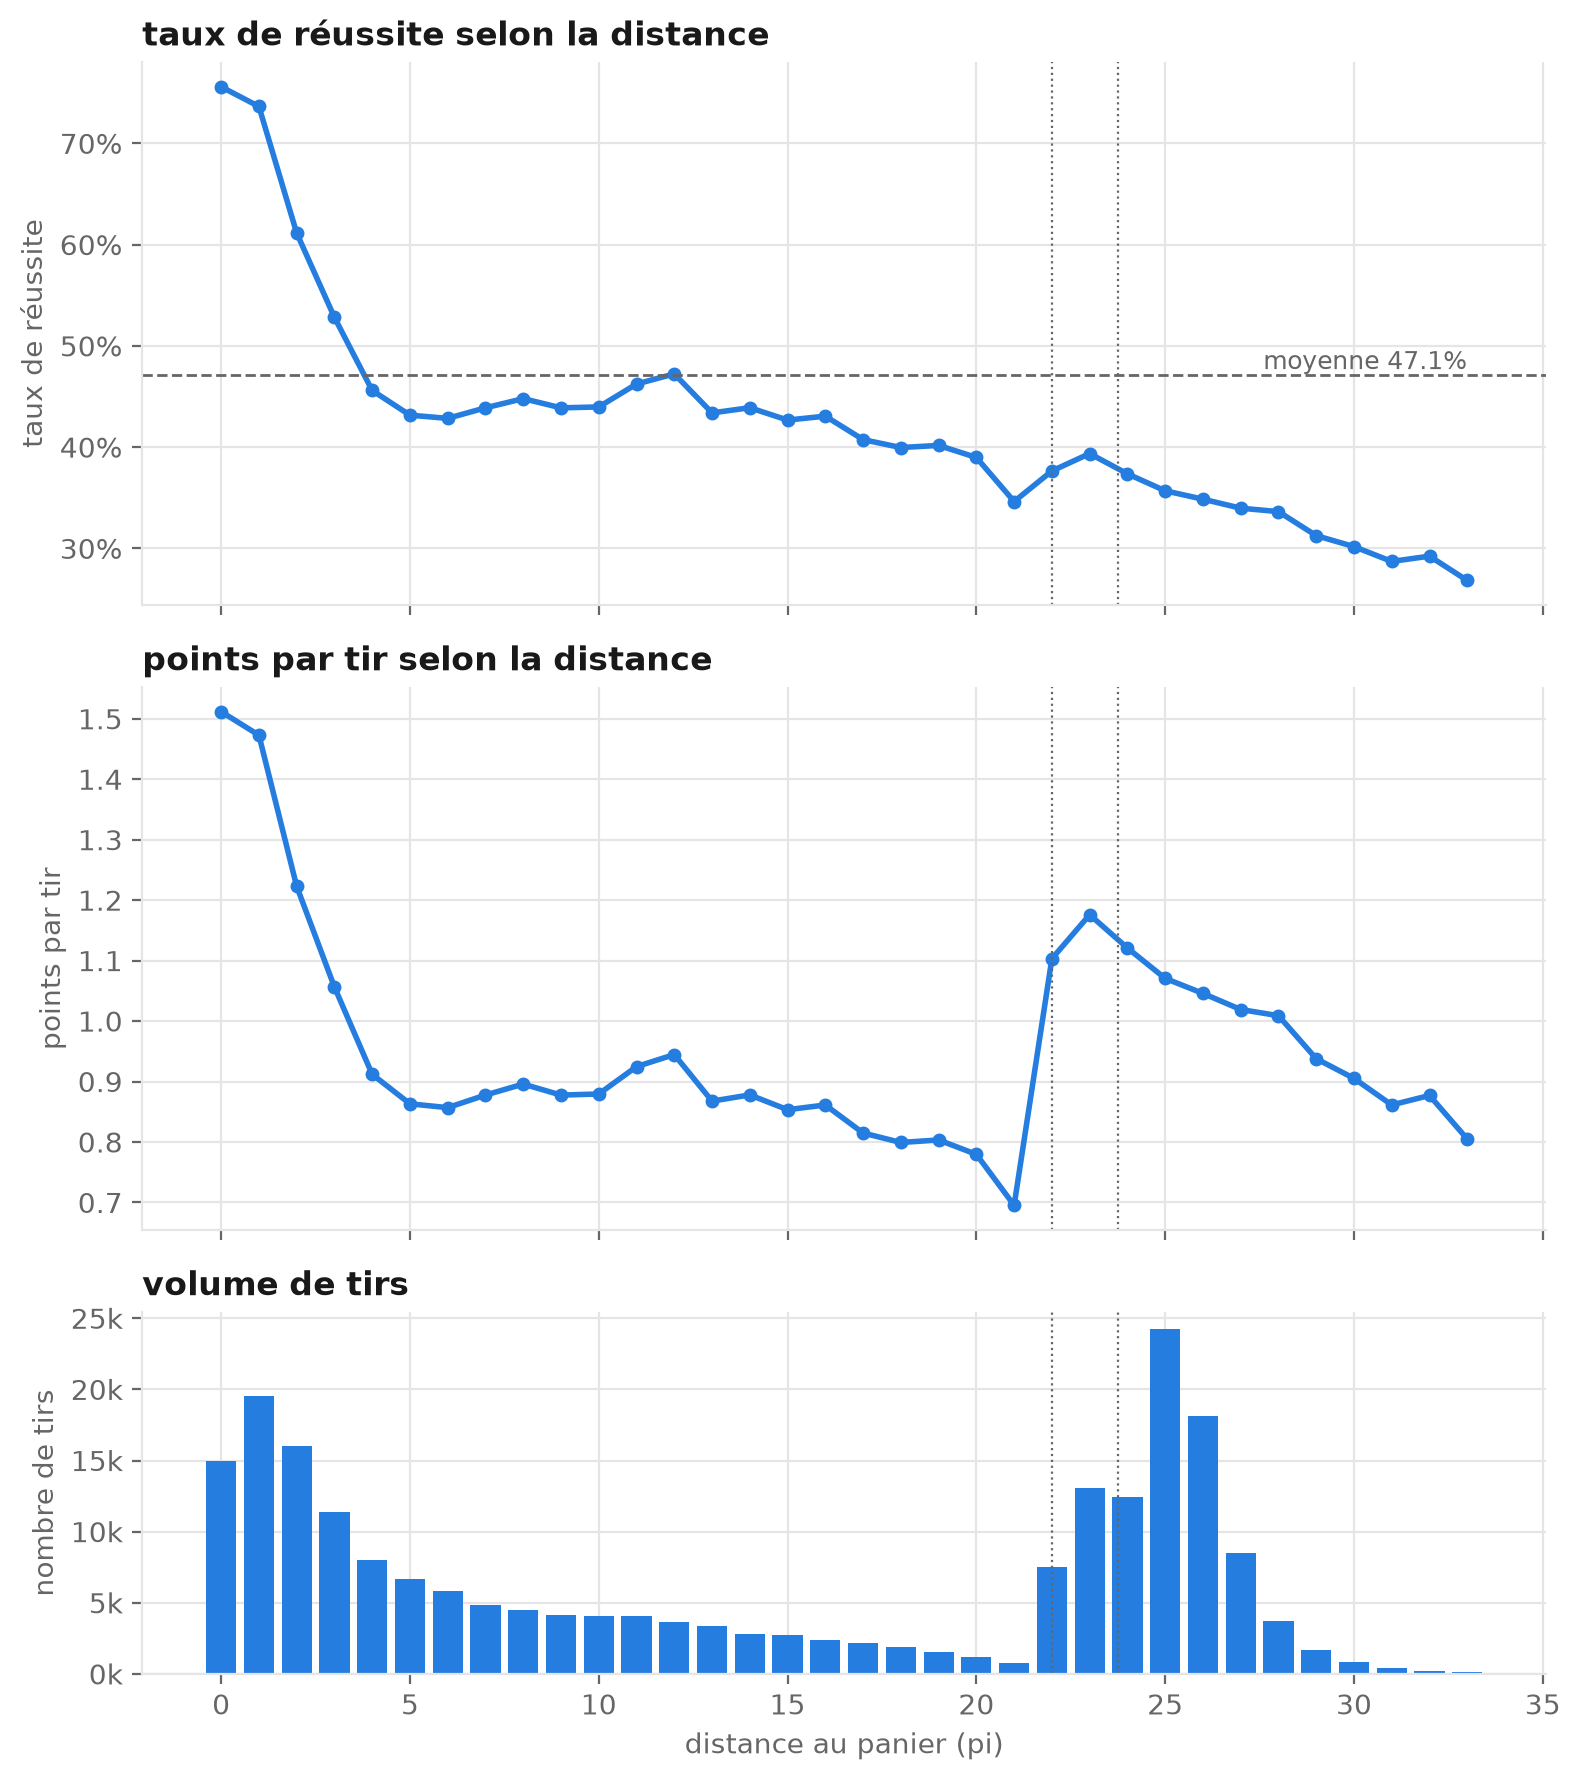 taux de réussite selon la distance
70%
60%
50%
40%
30%
taux de réussite
moyenne 47.1%
points par tir selon la distance
1.5
1.4
1.3
1.2
1.1
1.0
0.9
0.8
0.7
points par tir
volume de tirs
25k
20k
15k
10k
5k
0k
nombre de tirs
0 5 10 15 20 25 30 35
distance au panier (pi)